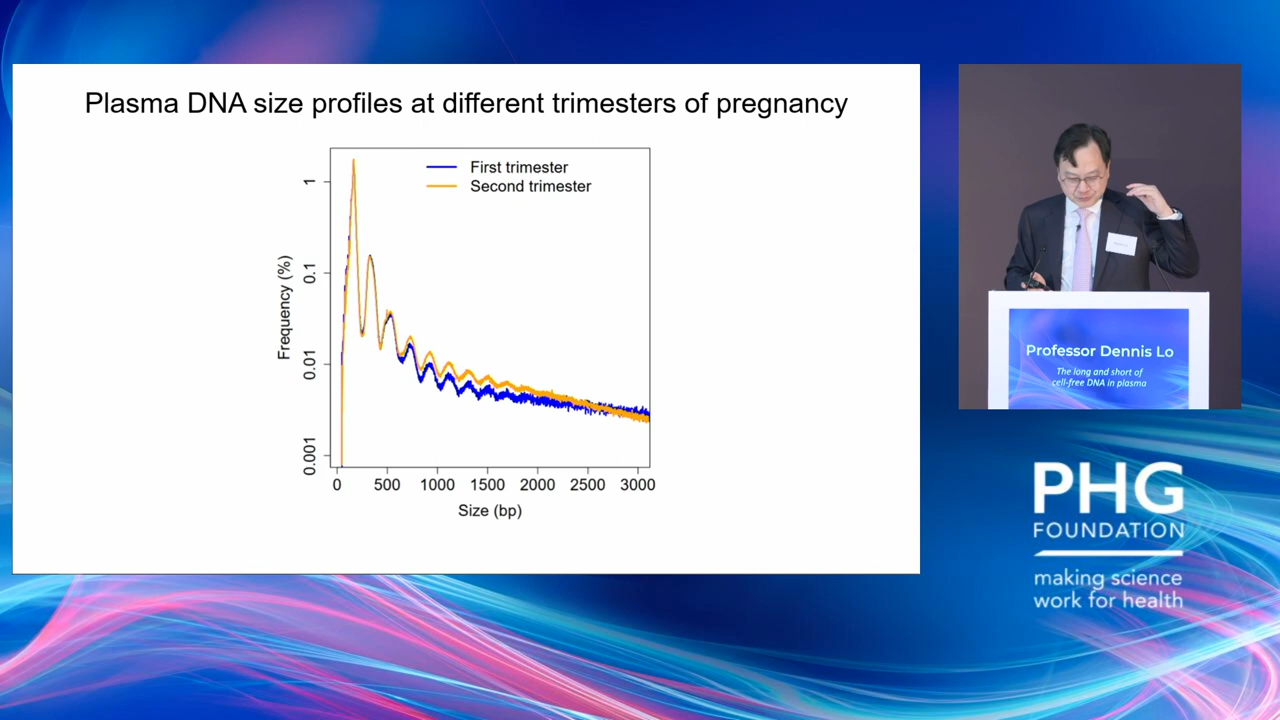 Plasma DNA size profiles at different trimesters of pregnancy
First trimester
Second trimester
Frequency (%)
1
0.1
0.01
0.001
0
500
1000
1500
2000
2500
3000
Size (bp)
Professor Dennis Lo
The long and short of
cell-free DNA in plasma
PHG
FOUNDATION
making science
work for health